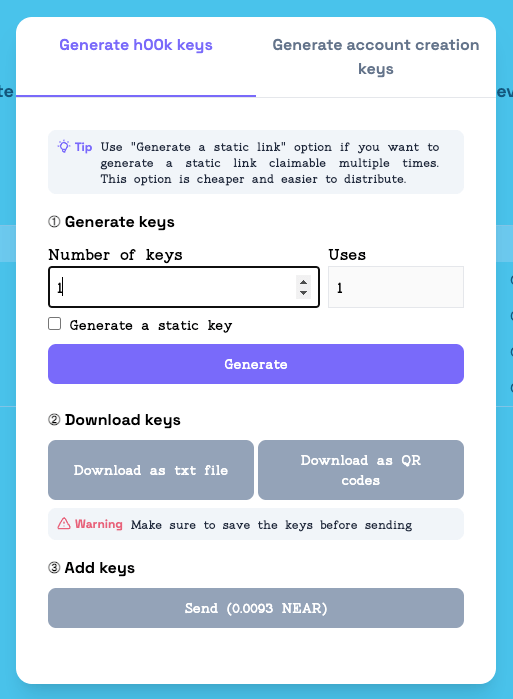 Generate h00k keys
Generate account creation
keys
Tip
Use "Generate a static link" option if you want to
generate a static link claimable multiple times.
This option is cheaper and easier to distribute.
① Generate keys
Number of keys
Uses
1
1
Generate a static key
Generate
② Download keys
Download as txt file
Download as QR
codes
Warning
Make sure to save the keys before sending
③ Add keys
Send (0.0093 NEAR)